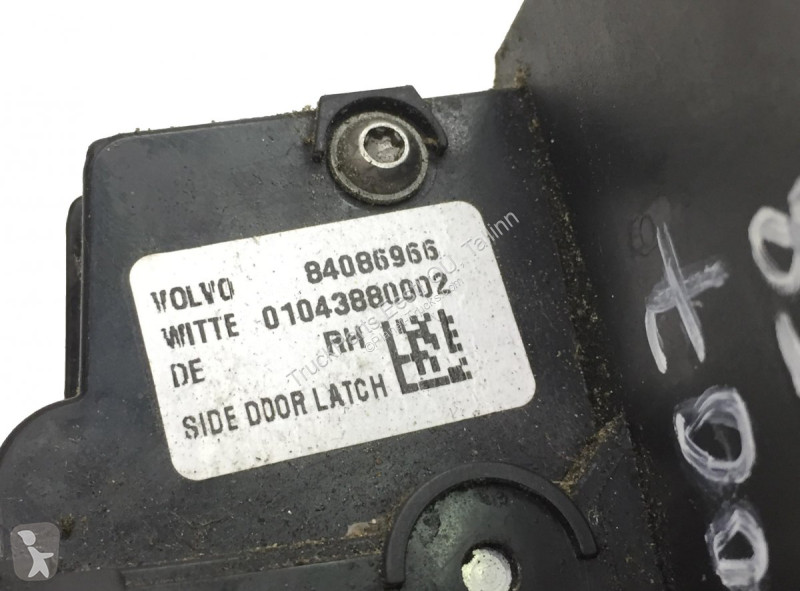 VOLVO 84086966
WITTE 01043880002
DE RH
SIDE DOOR LATCH